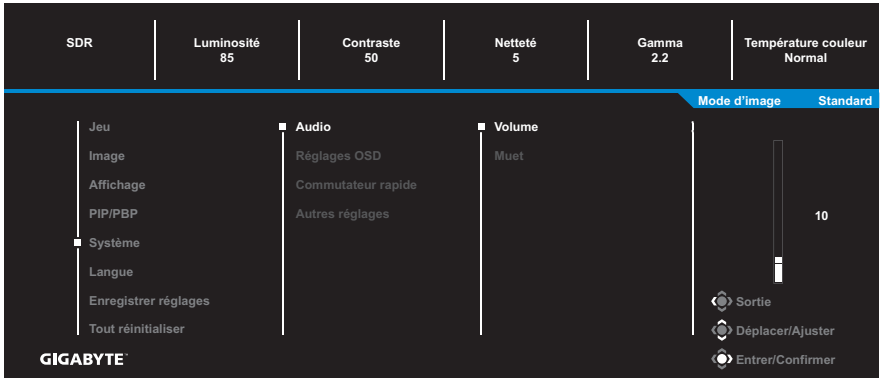 SDR
Luminosité
85
Contraste
50
Netteté
5
Gamma
2.2
Température couleur
Normal
Mode d’image Standard
Jeu
Image
Affichage
PIP/PBP
Système
Langue
Enregistrer réglages
Tout réinitialiser
Audio
Réglages OSD
Commutateur rapide
Autres réglages
Volume
Muet
10
Sortie
Déplacer/Ajuster
Entrer/Confirmer
GIGABYTE